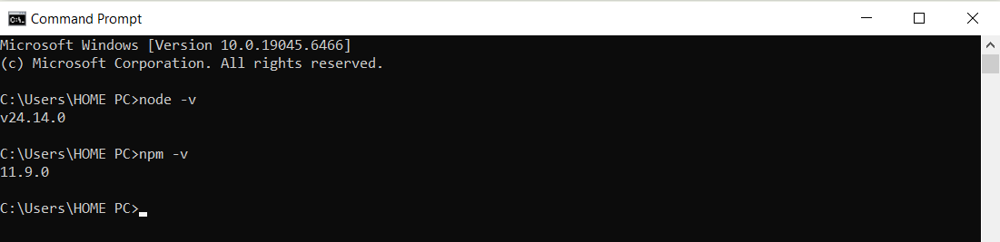 Command Prompt
Microsoft Windows [Version 10.0.19045.6466]
(c) Microsoft Corporation. All rights reserved.
C:\Users\HOME PC>node -v
v24.14.0
C:\Users\HOME PC>npm -v
11.9.0
C:\Users\HOME PC>